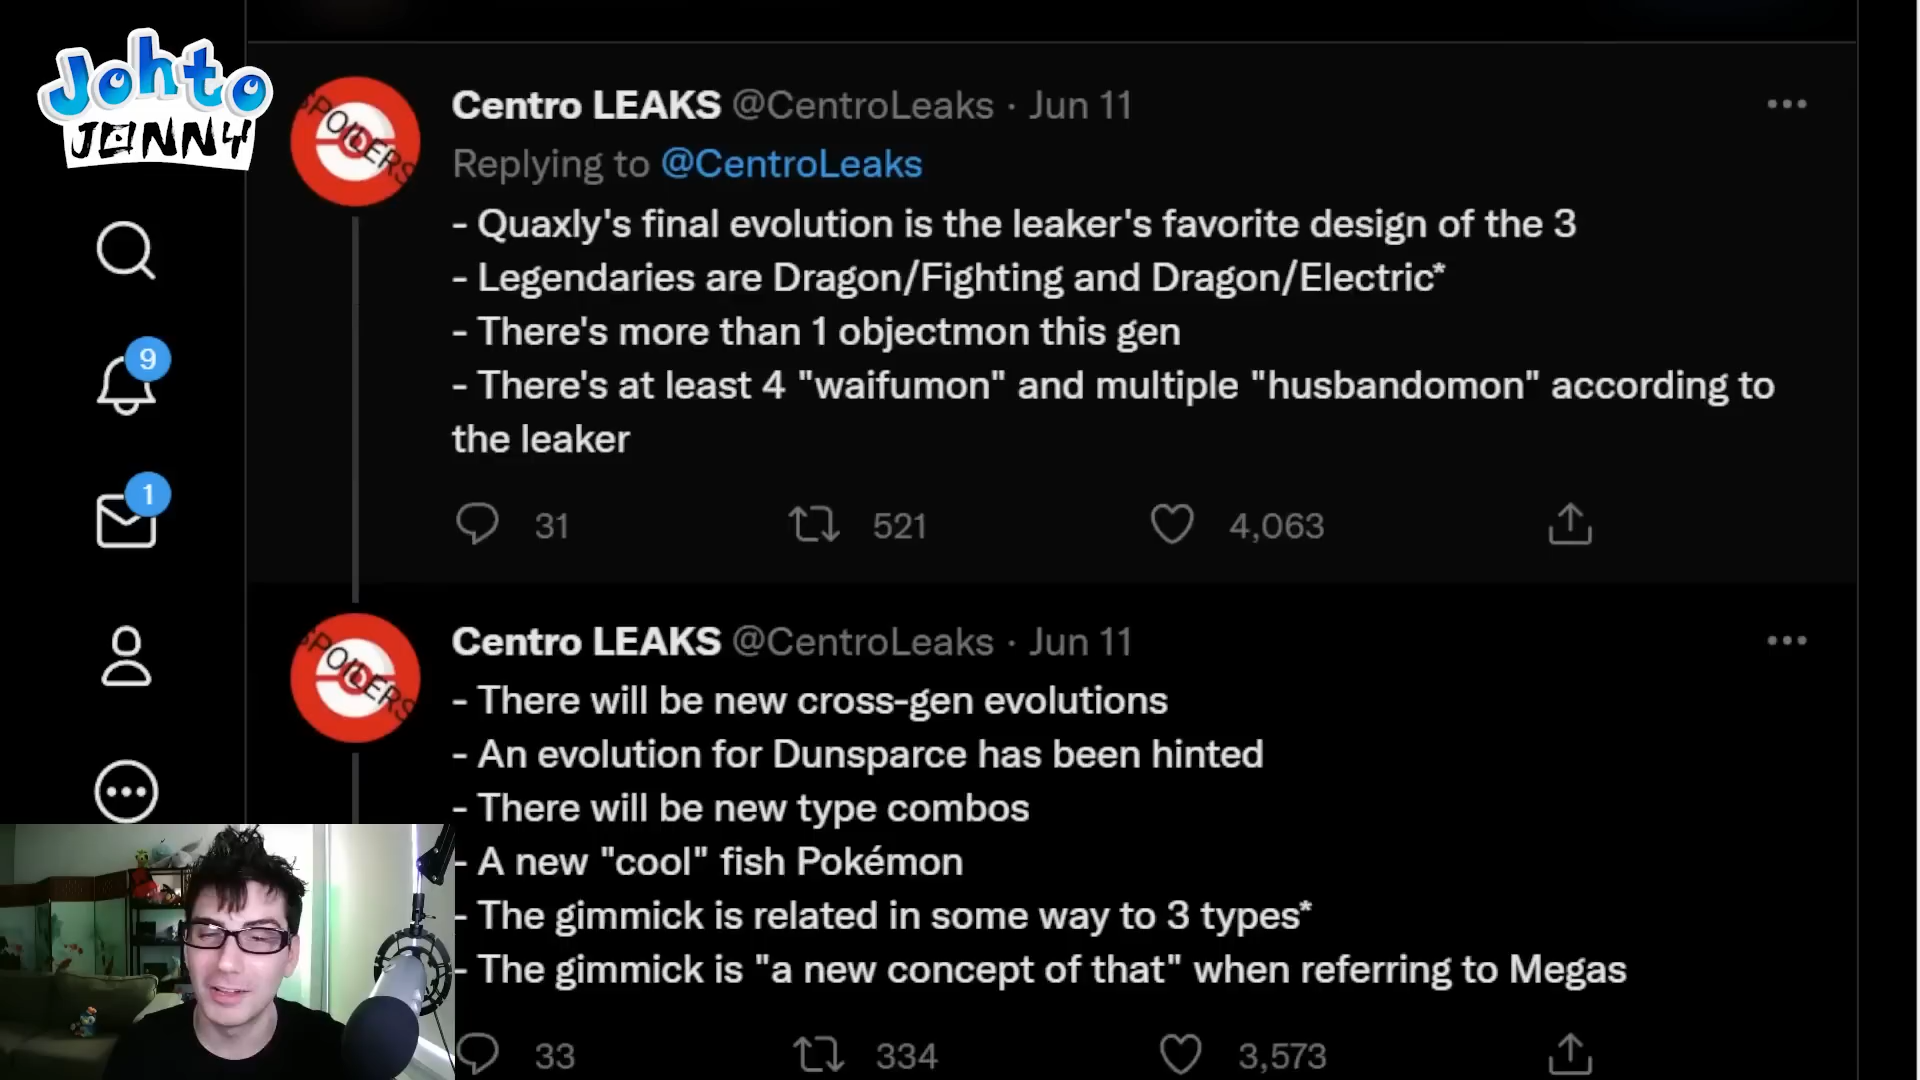 Johto
JONNY
SPOILERS
Centro LEAKS @CentroLeaks · Jun 11
Replying to @CentroLeaks
- Quaxly's final evolution is the leaker's favorite design of the 3
- Legendaries are Dragon/Fighting and Dragon/Electric*
- There's more than 1 objectmon this gen
- There's at least 4 "waifumon" and multiple "husbandomon" according to
the leaker
31 521 4,063
9
1
SPOILERS
Centro LEAKS @CentroLeaks · Jun 11
- There will be new cross-gen evolutions
- An evolution for Dunsparce has been hinted
- There will be new type combos
- A new "cool" fish Pokémon
- The gimmick is related in some way to 3 types*
- The gimmick is "a new concept of that" when referring to Megas
33 334 3,573